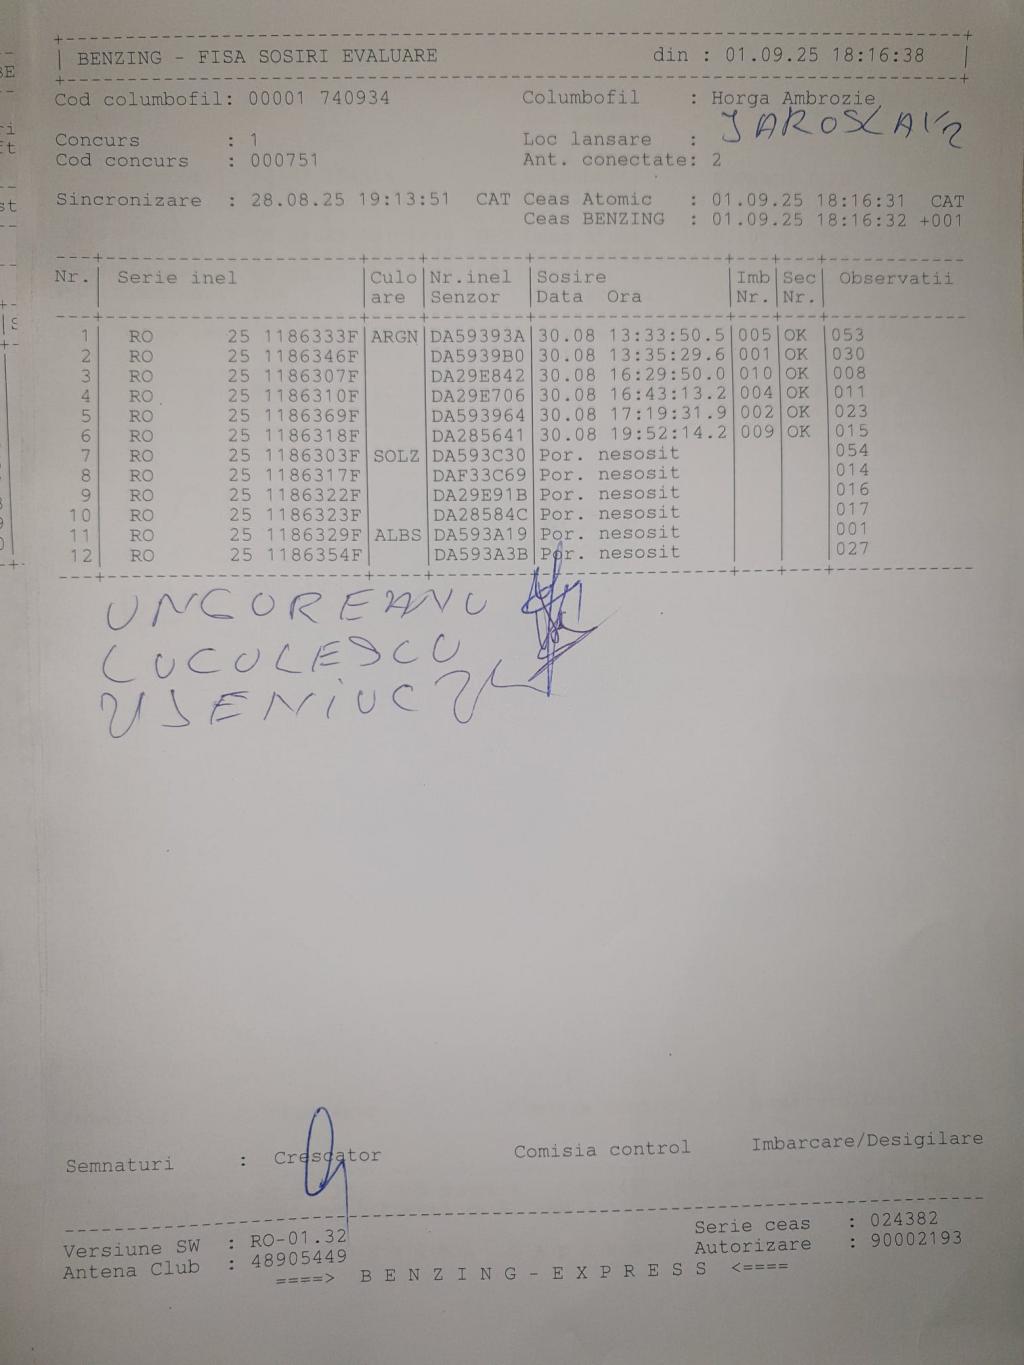 BENZING - FISA SOSIRI EVALUARE din : 01.09.25 18:16:38
Cod columbofil: 00001 740934 Columbofil : Horga Ambrozie
JAROSLAV2
Concurs : 1 Loc lansare :
Cod concurs : 000751 Ant. conectate: 2
Sincronizare : 28.08.25 19:13:51 CAT Ceas Atomic : 01.09.25 18:16:31 CAT
Ceas BENZING : 01.09.25 18:16:32 +001
Nr. Serie inel Culo Nr.inel Sosire Imb Sec Observatii
are Senzor Data Ora Nr. Nr.
1 RO 25 1186333F ARGN DA59393A 30.08 13:33:50.5 005 OK 053
2 RO 25 1186346F DA5939B0 30.08 13:35:29.6 001 OK 030
3 RO 25 1186307F DA29E842 30.08 16:29:50.0 010 OK 008
4 RO 25 1186310F DA29E706 30.08 16:43:13.2 004 OK 011
5 RO 25 1186369F DA593964 30.08 17:19:31.9 002 OK 023
6 RO 25 1186318F DA285641 30.08 19:52:14.2 009 OK 015
7 RO 25 1186303F SOLZ DA593C30 Por. nesosit 054
8 RO 25 1186317F DAF33C69 Por. nesosit 014
9 RO 25 1186322F DA29E91B Por. nesosit 016
10 RO 25 1186323F DA28584C Por. nesosit 017
11 RO 25 1186329F ALBS DA593A19 Por. nesosit 001
12 RO 25 1186354F DA593A3B Por. nesosit 027
UNGUREANU
CUCULESCU
Semnaturi : Crescator Comisia control Imbarcare/Desigilare
Versiune SW : RO-01.32 Serie ceas : 024382
Antena Club : 48905449 Autorizare : 90002193
====> B E N Z I N G - E X P R E S S <====